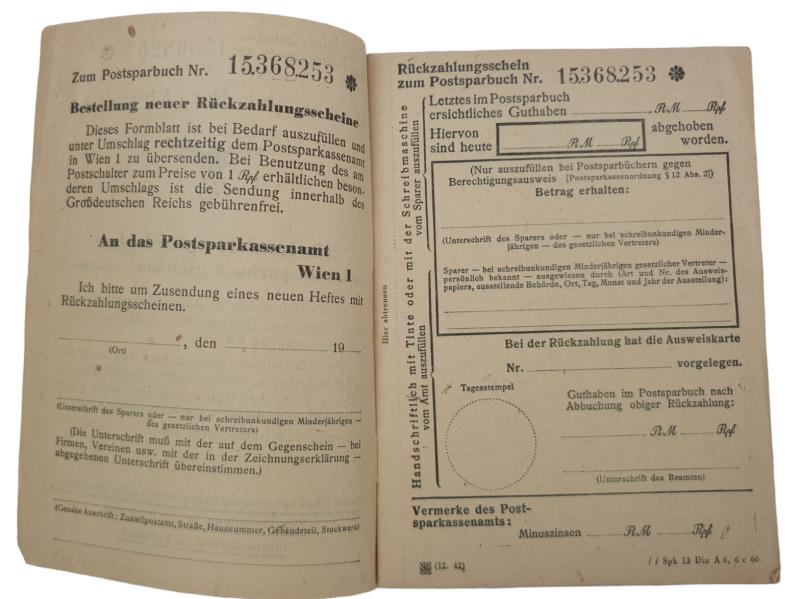 Zum Postsparbuch Nr. 15.368.253 ✽
Bestellung neuer Rückzahlungsscheine
Dieses Formblatt ist bei Bedarf auszufüllen und
unter Umschlag rechtzeitig dem Postsparkassenamt
in Wien 1 zu übersenden. Bei Benutzung des am
Postschalter zum Preise von 1 Rpf erhältlichen beson-
deren Umschlags ist die Sendung innerhalb des
Großdeutschen Reichs gebührenfrei.
An das Postsparkassenamt
Wien 1
Ich bitte um Zusendung eines neuen Heftes mit
Rückzahlungsscheinen.
, den 19
(Ort)
(Unterschrift des Sparers oder — nur bei schreibunkundigen Minderjährigen —
des gesetzlichen Vertreters)
(Die Unterschrift muß mit der auf dem Gegenschein — bei
Firmen, Vereinen usw. mit der in der Zeichnungserklärung —
abgegebenen Unterschrift übereinstimmen.)
(Genaue Anschrift: Zustellpostamt, Straße, Hausnummer, Gebäudeteil, Stockwerk)
Hier abtrennen
Handschriftlich mit Tinte oder mit der Schreibmaschine
vom Amt auszufüllen
vom Sparer auszufüllen
Rückzahlungsschein
zum Postsparbuch Nr. 15.368.253 ✽
Letztes im Postsparbuch
ersichtliches Guthaben RM Rpf
Hiervon
sind heute RM Rpf abgehoben
worden.
(Nur auszufüllen bei Postsparbüchern gegen
Berechtigungsausweis [Postsparkassenordnung § 12 Abs. 2])
Betrag erhalten:
(Unterschrift des Sparers oder — nur bei schreibunkundigen Minder-
jährigen — des gesetzlichen Vertreters)
Sparer — bei schreibunkundigen Minderjährigen gesetzlicher Vertreter —
persönlich bekannt — ausgewiesen durch (Art und Nr. des Ausweis-
papiers, ausstellende Behörde, Ort, Tag, Monat und Jahr der Ausstellung):
Bei der Rückzahlung hat die Ausweiskarte
Nr. vorgelegen.
Tagesstempel
Guthaben im Postsparbuch nach
Abbuchung obiger Rückzahlung:
RM Rpf
(Unterschrift des Beamten)
Vermerke des Post-
sparkassenamts:
Minuszinsen RM Rpf
(12. 42)
// Spk 13 Din A 6, 6 c 60